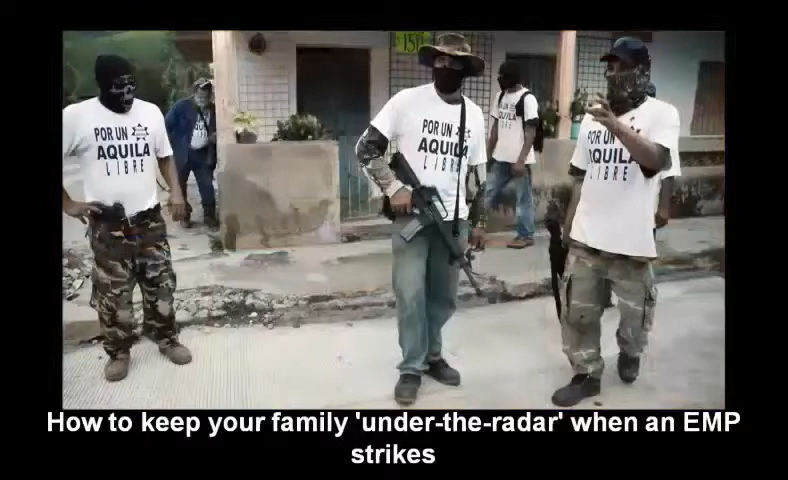 151
POR UN
AQUILA
LIBRE
POR UN
AQUILA
LIBRE
POR UN
AQUILA
LIBRE
How to keep your family 'under-the-radar' when an EMP
strikes